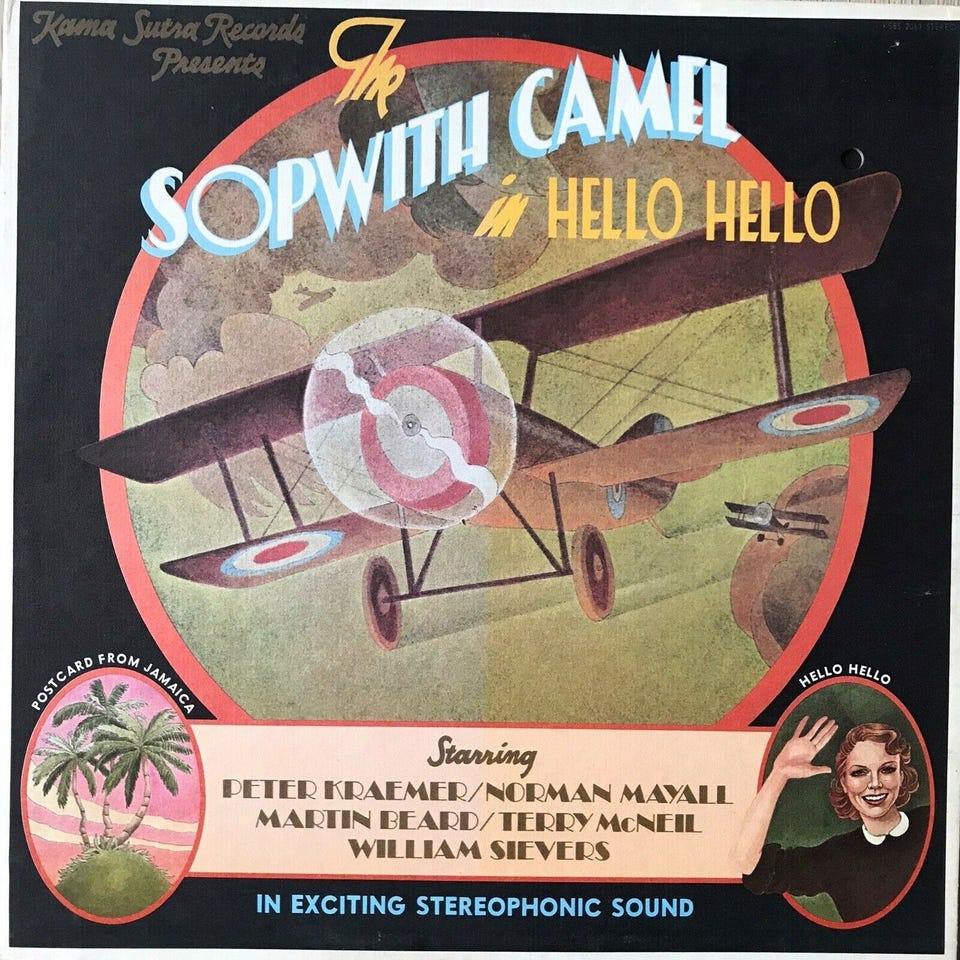 Kama Sutra Records
Presents
The
SOPWITH CAMEL
in HELLO HELLO
POSTCARD FROM JAMAICA
HELLO HELLO
Starring
PETER KRAEMER/NORMAN MAYALL
MARTIN BEARD/TERRY McNEIL
WILLIAM SIEVERS
IN EXCITING STEREOPHONIC SOUND